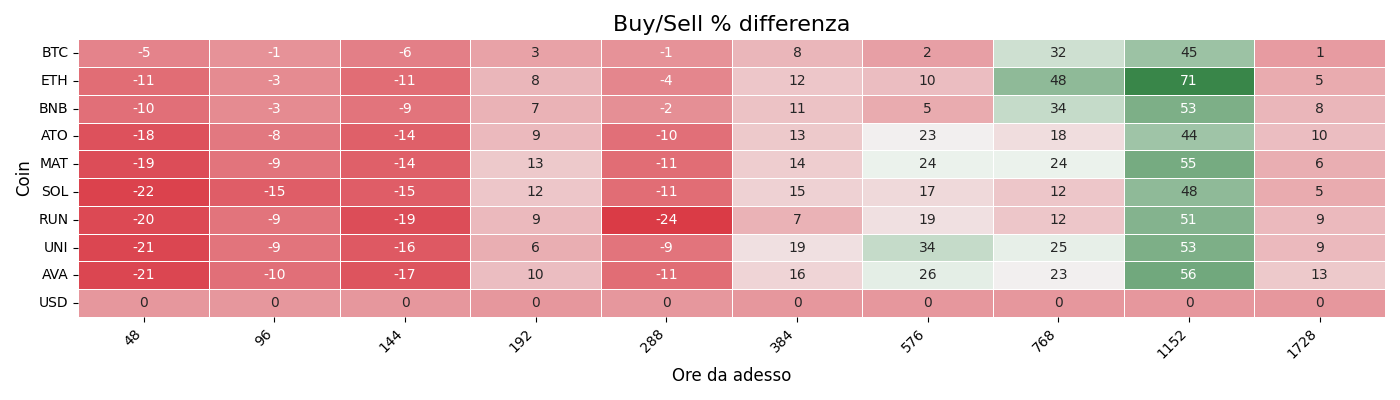 Buy/Sell % differenza
Coin
BTC -5 -1 -6 3 -1 8 2 32 45 1
ETH -11 -3 -11 8 -4 12 10 48 71 5
BNB -10 -3 -9 7 -2 11 5 34 53 8
ATO -18 -8 -14 9 -10 13 23 18 44 10
MAT -19 -9 -14 13 -11 14 24 24 55 6
SOL -22 -15 -15 12 -11 15 17 12 48 5
RUN -20 -9 -19 9 -24 7 19 12 51 9
UNI -21 -9 -16 6 -9 19 34 25 53 9
AVA -21 -10 -17 10 -11 16 26 23 56 13
USD 0 0 0 0 0 0 0 0 0 0
48 96 144 192 288 384 576 768 1152 1728
Ore da adesso